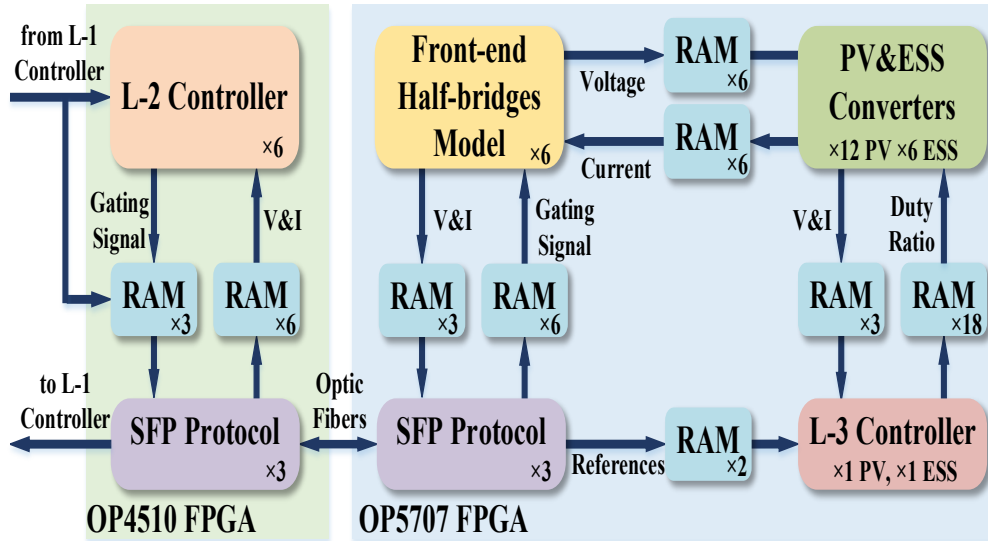 from L-1
Controller
L-2 Controller
×6
Gating
Signal
V&I
RAM
×3
RAM
×6
to L-1
Controller
SFP Protocol
×3
OP4510 FPGA
Optic
Fibers
Front-end
Half-bridges
Model
×6
Voltage
RAM
×6
Current
RAM
×6
PV&ESS
Converters
×12 PV ×6 ESS
V&I
Gating
Signal
RAM
×3
RAM
×6
V&I
Duty
Ratio
RAM
×3
RAM
×18
SFP Protocol
×3
References
RAM
×2
L-3 Controller
×1 PV, ×1 ESS
OP5707 FPGA